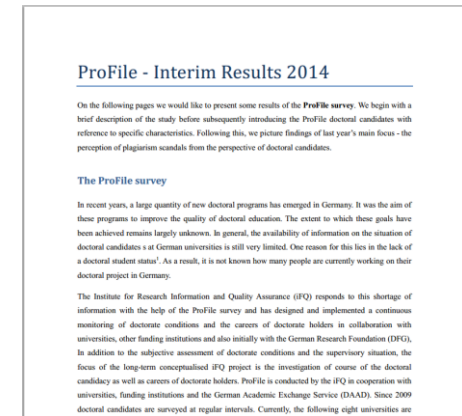 ProFile - Interim Results 2014
On the following pages we would like to present some results of the ProFile survey. We begin with a
brief description of the study before subsequently introducing the ProFile doctoral candidates with
reference to specific characteristics. Following this, we picture findings of last year's main focus - the
perception of plagiarism scandals from the perspective of doctoral candidates.
The ProFile survey
In recent years, a large quantity of new doctoral programs has emerged in Germany. It was the aim of
these programs to improve the quality of doctoral education. The extent to which these goals have
been achieved remains largely unknown. In general, the availability of information on the situation of
doctoral candidates s at German universities is still very limited. One reason for this lies in the lack of
a doctoral student status¹. As a result, it is not known how many people are currently working on their
doctoral project in Germany.
The Institute for Research Information and Quality Assurance (iFQ) responds to this shortage of
information with the help of the ProFile survey and has designed and implemented a continuous
monitoring of doctorate conditions and the careers of doctorate holders in collaboration with
universities, other funding institutions and also initially with the German Research Foundation (DFG),
In addition to the subjective assessment of doctorate conditions and the supervisory situation, the
focus of the long-term conceptualised iFQ project is the investigation of course of the doctoral
candidacy as well as careers of doctorate holders. ProFile is conducted by the iFQ in cooperation with
universities, funding institutions and the German Academic Exchange Service (DAAD). Since 2009
doctoral candidates are surveyed at regular intervals. Currently, the following eight universities are